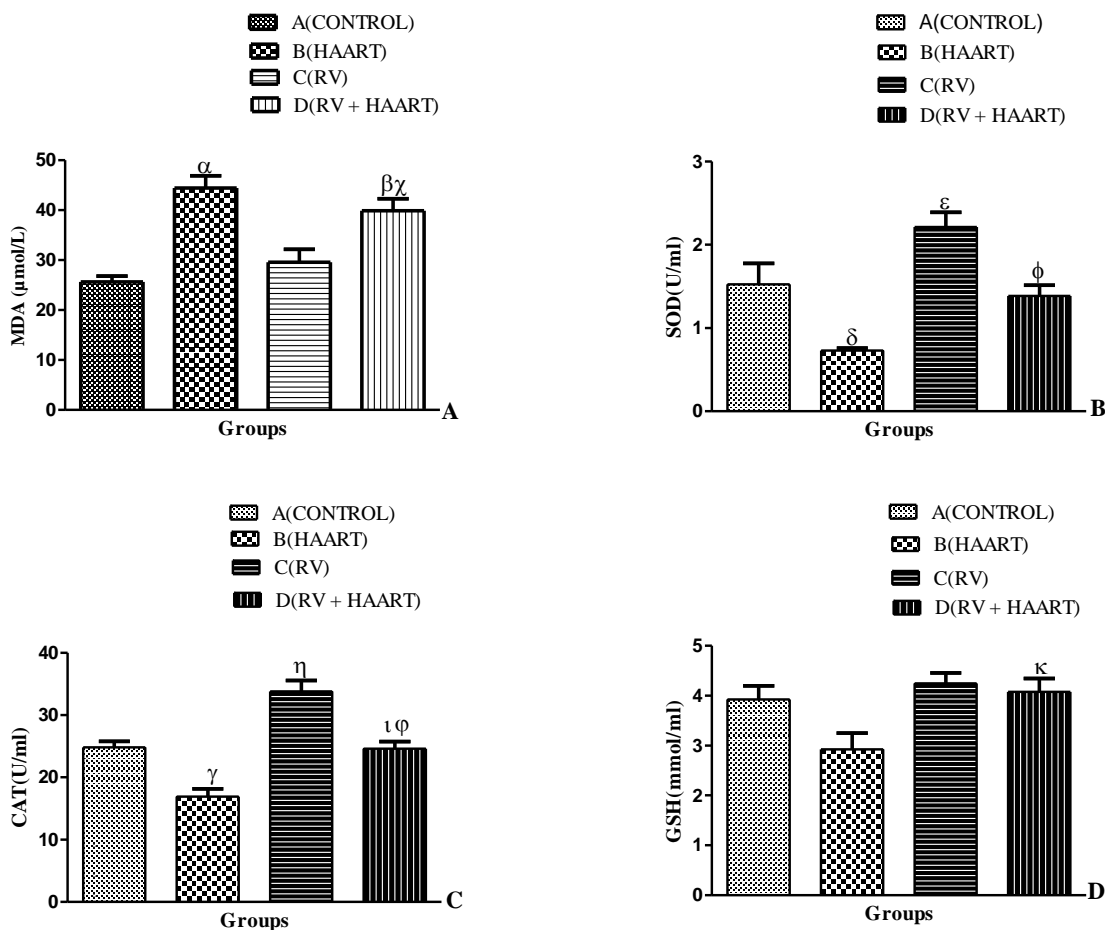 A(CONTROL)
B(HAART)
C(RV)
D(RV + HAART)
50
40
30
20
10
0
MDA (µmol/L)
α
βχ
Groups
A
A(CONTROL)
B(HAART)
C(RV)
D(RV + HAART)
3
2
1
0
SOD(U/ml)
δ
ε
ϕ
Groups
B
A(CONTROL)
B(HAART)
C(RV)
D(RV + HAART)
40
30
20
10
0
CAT(U/ml)
γ
η
ιφ
Groups
C
A(CONTROL)
B(HAART)
C(RV)
D(RV + HAART)
5
4
3
2
1
0
GSH(mmol/ml)
κ
Groups
D